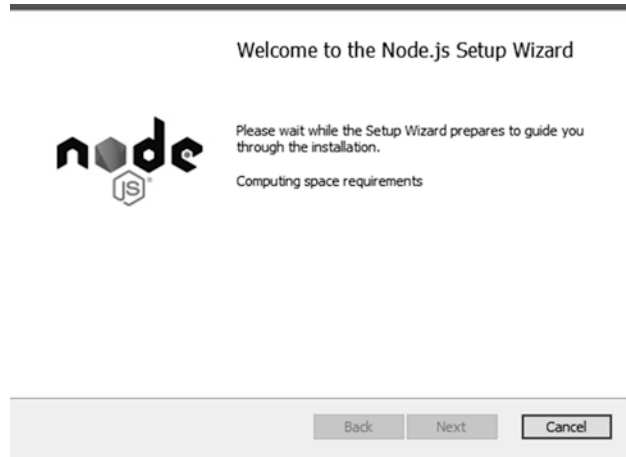 Welcome to the Node.js Setup Wizard
node
JS
Please wait while the Setup Wizard prepares to guide you
through the installation.
Computing space requirements
Back
Next
Cancel